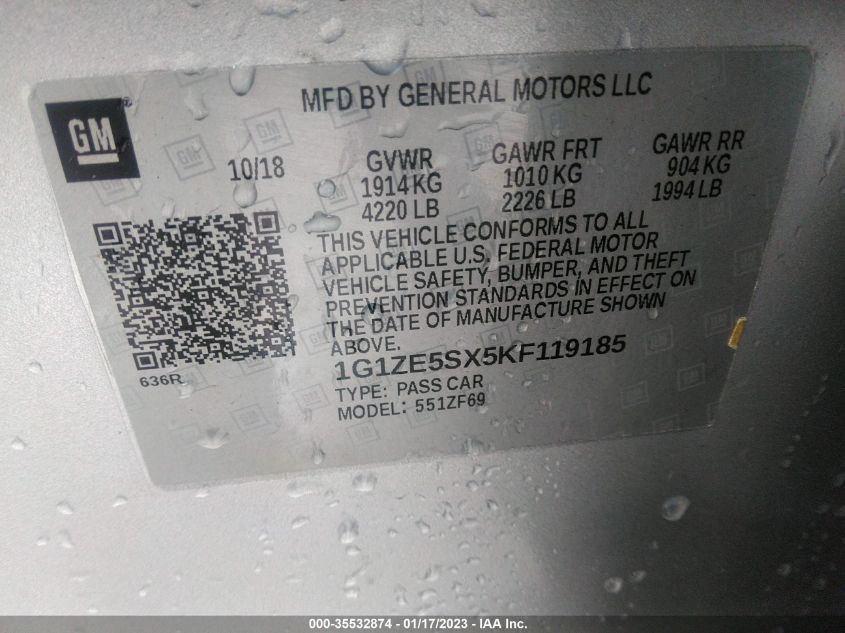 MFD BY GENERAL MOTORS LLC
GM
10/18
GVWR
1914 KG
4220 LB
GAWR FRT
1010 KG
2226 LB
GAWR RR
904 KG
1994 LB
THIS VEHICLE CONFORMS TO ALL
APPLICABLE U.S. FEDERAL MOTOR
VEHICLE SAFETY, BUMPER, AND THEFT
PREVENTION STANDARDS IN EFFECT ON
THE DATE OF MANUFACTURE SHOWN
ABOVE.
636R
1G1ZE5SX5KF119185
TYPE: PASS CAR
MODEL: 551ZF69
000-35532874 — 01/17/2023 — IAA Inc.